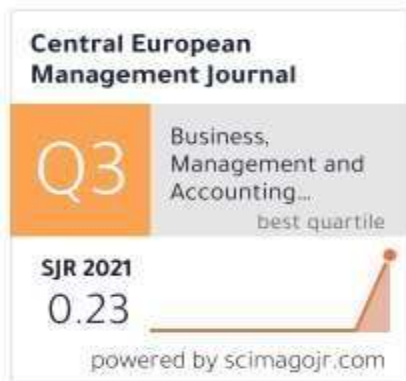 Central European
Management Journal
Q3
Business,
Management and
Accounting...
best quartile
SJR 2021
0.23
powered by scimagojr.com